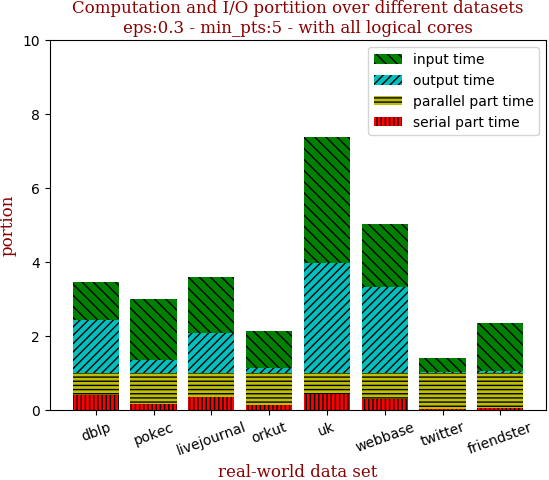 Computation and I/O portition over different datasets
eps:0.3 - min_pts:5 - with all logical cores
10
8
6
4
2
0
portion
input time
output time
parallel part time
serial part time
dblp
pokec
livejournal
orkut
uk
webbase
twitter
friendster
real-world data set